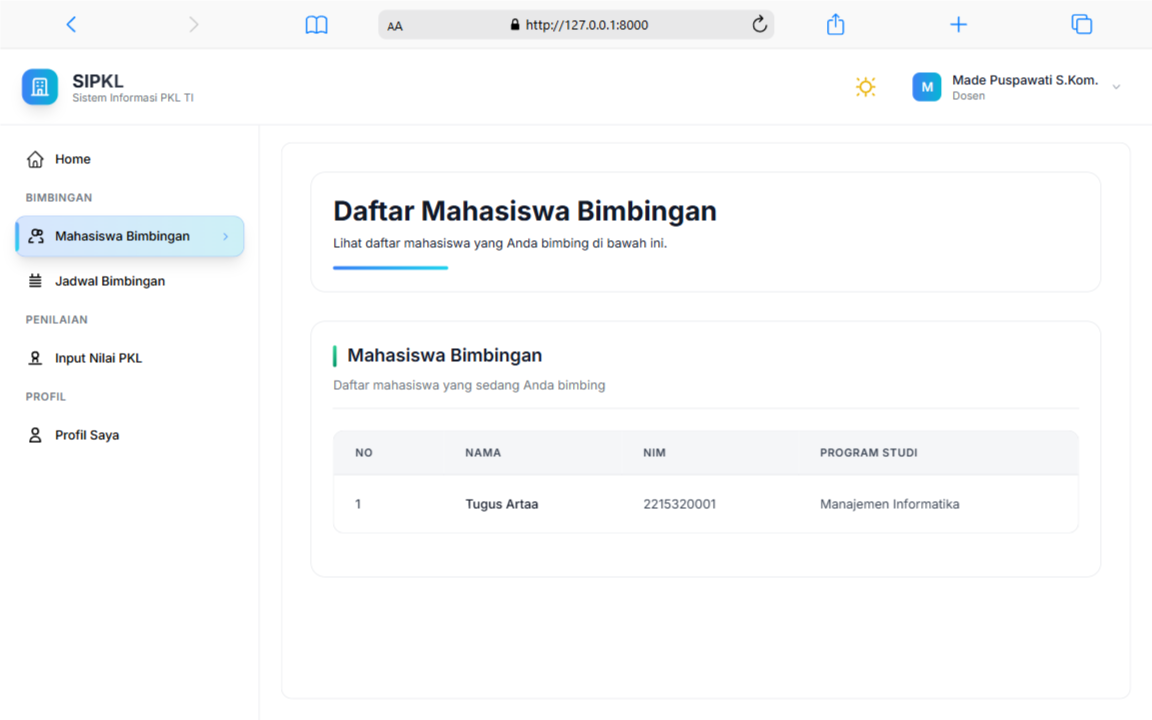 AA
http://127.0.0.1:8000
SIPKL
Sistem Informasi PKL TI
M
Made Puspawati S.Kom.
Dosen
Home
BIMBINGAN
Mahasiswa Bimbingan
Jadwal Bimbingan
PENILAIAN
Input Nilai PKL
PROFIL
Profil Saya
Daftar Mahasiswa Bimbingan
Lihat daftar mahasiswa yang Anda bimbing di bawah ini.
Mahasiswa Bimbingan
Daftar mahasiswa yang sedang Anda bimbing
NO NAMA NIM PROGRAM STUDI
1 Tugus Artaa 2215320001 Manajemen Informatika